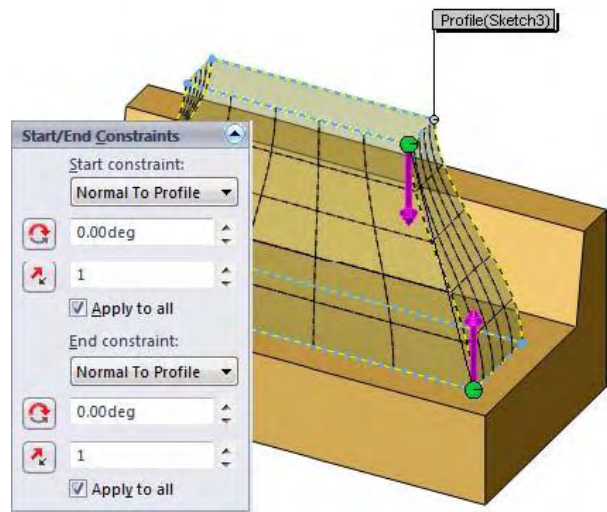 Profile(Sketch3)
Start/End Constraints
Start constraint:
Normal To Profile
0.00deg
1
Apply to all
End constraint:
Normal To Profile
0.00deg
1
Apply to all